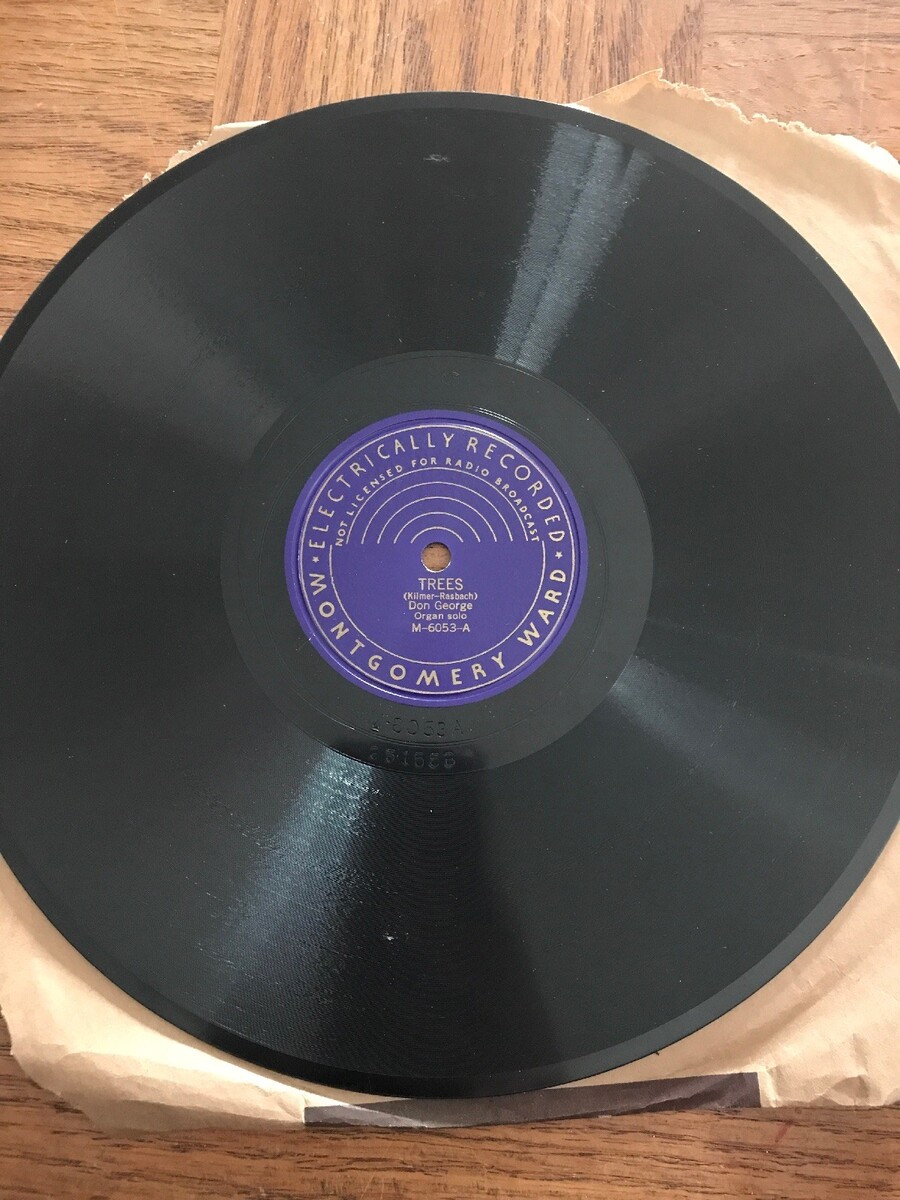 ELECTRICALLY RECORDED
NOT LICENSED FOR RADIO BROADCAST
TREES
(Kilmer-Rasbach)
Don George
Organ solo
M-6053-A
* MONTGOMERY WARD *